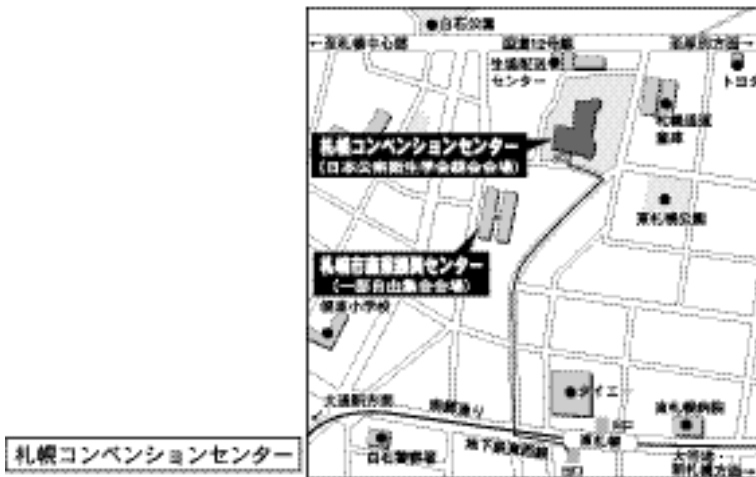 白石公園
←至札幌中心部
国道12号線
至厚別方面→
生協配送
センター
トヨタ
札幌通運
倉庫
札幌コンベンションセンター
(日本公衆衛生学会総会会場)
東札幌公園
札幌市産業振興センター
(一部自由集会会場)
小学校
ダイエー
大通駅方面
南郷通り
東札幌病院
白石警察署
地下鉄東西線
東札幌
大谷地・
新札幌方面→
札幌コンベンションセンター